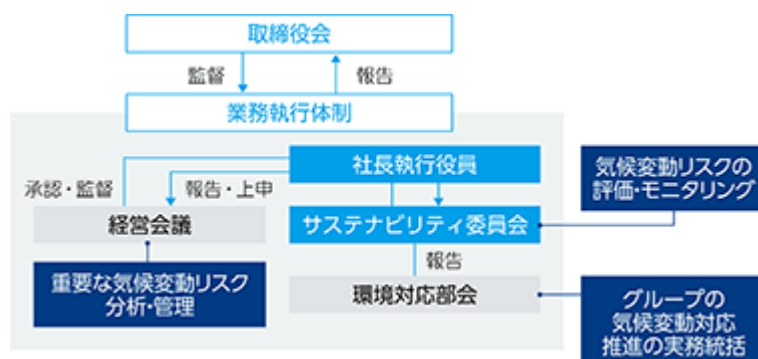 取締役会
監督
報告
業務執行体制
社長執行役員
気候変動リスクの
評価・モニタリング
承認・監督
報告・上申
経営会議
サステナビリティ委員会
報告
重要な気候変動リスク
分析・管理
環境対応部会
グループの
気候変動対応
推進の実務統括